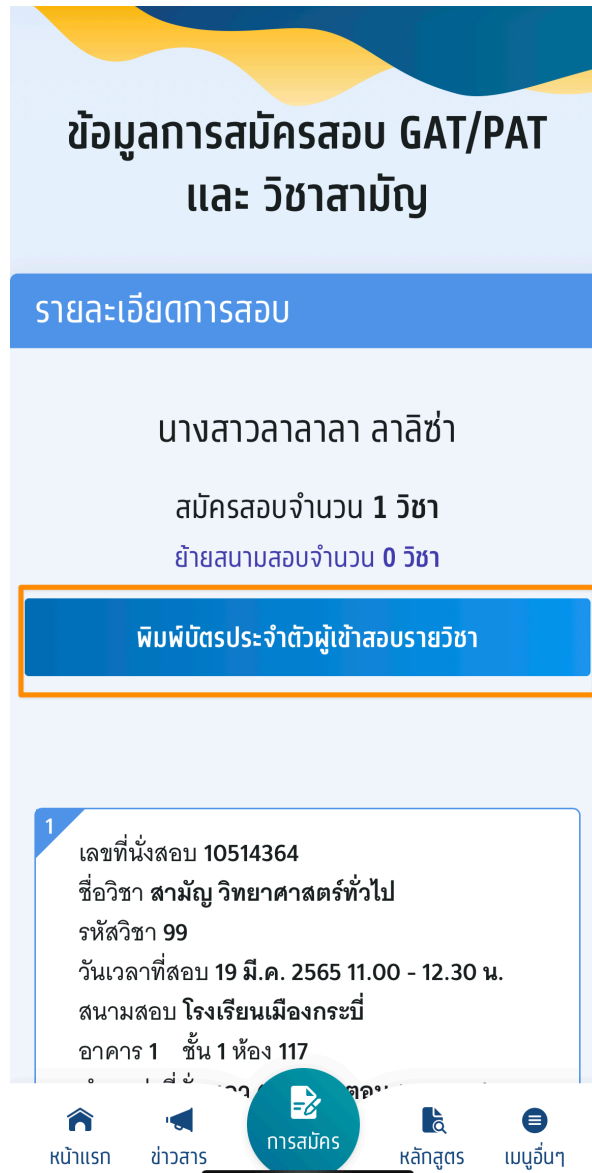 ข้อมูลการสมัครสอบ GAT/PAT
และ วิชาสามัญ
รายละเอียดการสอบ
นางสาวลาลาลา ลาลิซ่า
สมัครสอบจำนวน 1 วิชา
ย้ายสนามสอบจำนวน 0 วิชา
พิมพ์บัตรประจำตัวผู้เข้าสอบรายวิชา
1
เลขที่นั่งสอบ 10514364
ชื่อวิชา สามัญ วิทยาศาสตร์ทั่วไป
รหัสวิชา 99
วันเวลาที่สอบ 19 มี.ค. 2565 11.00 - 12.30 น.
สนามสอบ โรงเรียนเมืองกระบี่
อาคาร 1 ชั้น 1 ห้อง 117
หน้าแรก ข่าวสาร การสมัคร หลักสูตร เมนูอื่นๆ